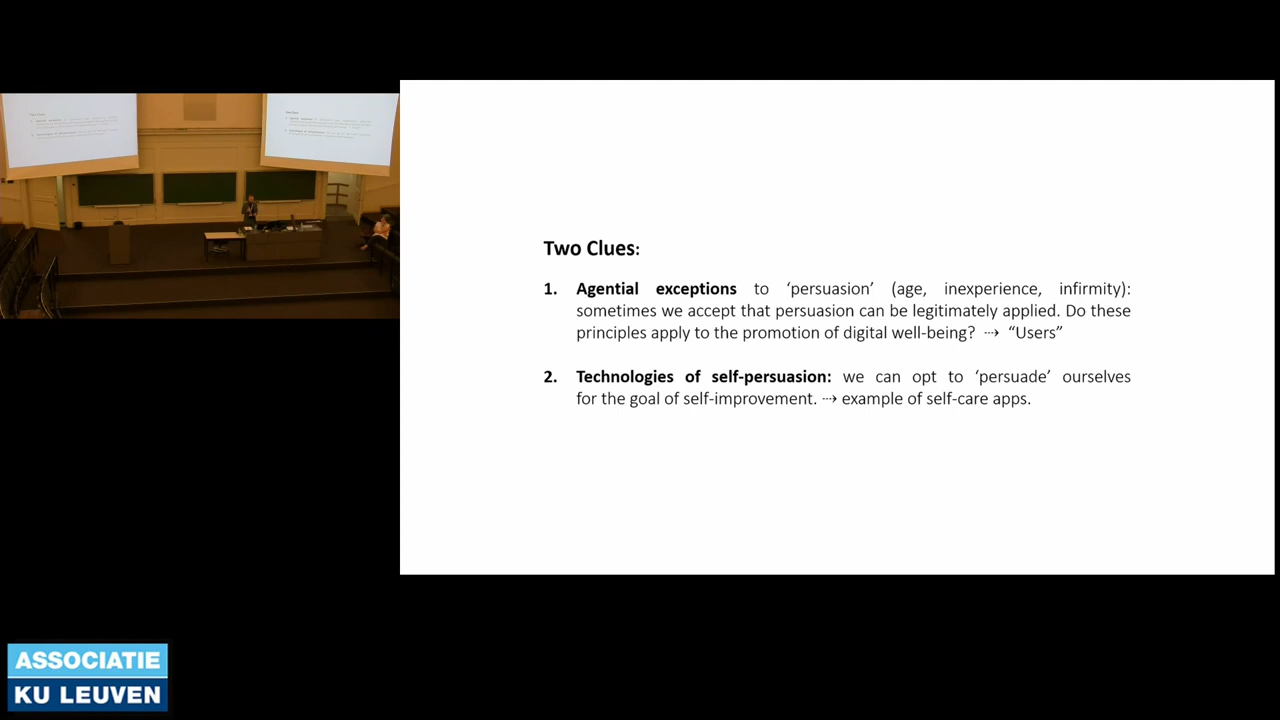 Two Clues:
1. Agential exceptions to ‘persuasion’ (age, inexperience, infirmity):
sometimes we accept that persuasion can be legitimately applied. Do these
principles apply to the promotion of digital well-being? ⇢ “Users”
2. Technologies of self-persuasion: we can opt to ‘persuade’ ourselves
for the goal of self-improvement. ⇢ example of self-care apps.
ASSOCIATIE
KU LEUVEN